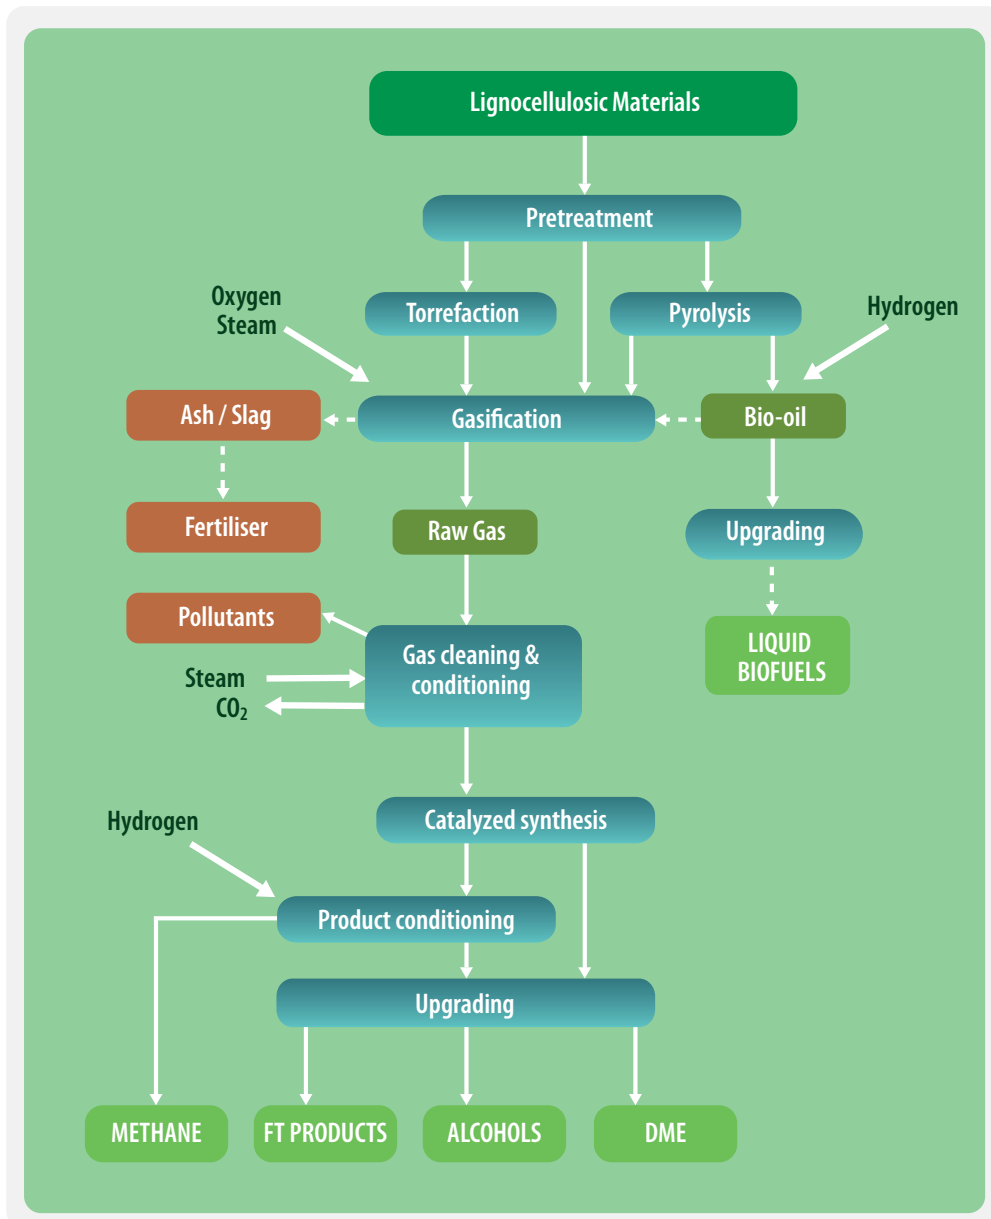 Lignocellulosic Materials
Pretreatment
Oxygen
Steam
Torrefaction
Pyrolysis
Hydrogen
Ash / Slag
Gasification
Bio-oil
Fertiliser
Raw Gas
Upgrading
Pollutants
Gas cleaning &
conditioning
LIQUID
BIOFUELS
Steam
CO₂
Catalyzed synthesis
Hydrogen
Product conditioning
Upgrading
METHANE
FT PRODUCTS
ALCOHOLS
DME